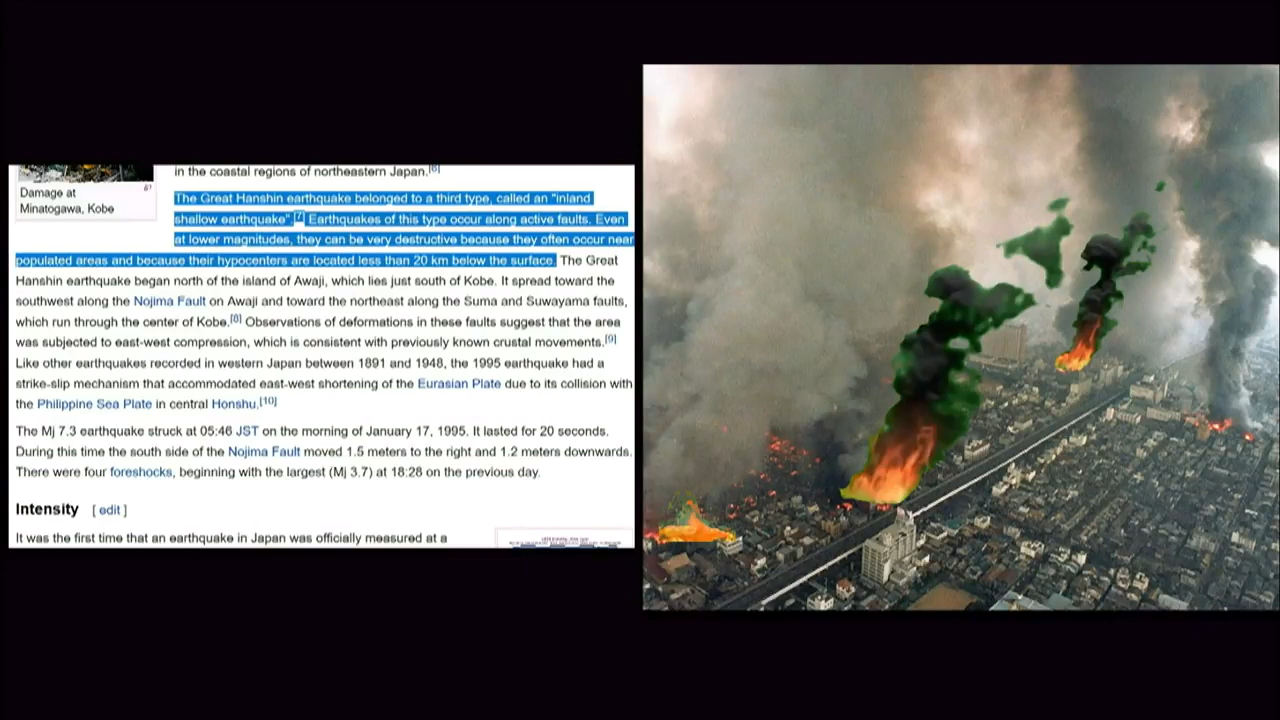 in the coastal regions of northeastern Japan.[6]
Damage at
Minatogawa, Kobe
The Great Hanshin earthquake belonged to a third type, called an "inland
shallow earthquake".[7] Earthquakes of this type occur along active faults. Even
at lower magnitudes, they can be very destructive because they often occur near
populated areas and because their hypocenters are located less than 20 km below the surface. The Great
Hanshin earthquake began north of the island of Awaji, which lies just south of Kobe. It spread toward the
southwest along the Nojima Fault on Awaji and toward the northeast along the Suma and Suwayama faults,
which run through the center of Kobe.[8] Observations of deformations in these faults suggest that the area
was subjected to east-west compression, which is consistent with previously known crustal movements.[9]
Like other earthquakes recorded in western Japan between 1891 and 1948, the 1995 earthquake had a
strike-slip mechanism that accommodated east-west shortening of the Eurasian Plate due to its collision with
the Philippine Sea Plate in central Honshu.[10]
The Mj 7.3 earthquake struck at 05:46 JST on the morning of January 17, 1995. It lasted for 20 seconds.
During this time the south side of the Nojima Fault moved 1.5 meters to the right and 1.2 meters downwards.
There were four foreshocks, beginning with the largest (Mj 3.7) at 18:28 on the previous day.
Intensity [ edit ]
It was the first time that an earthquake in Japan was officially measured at a